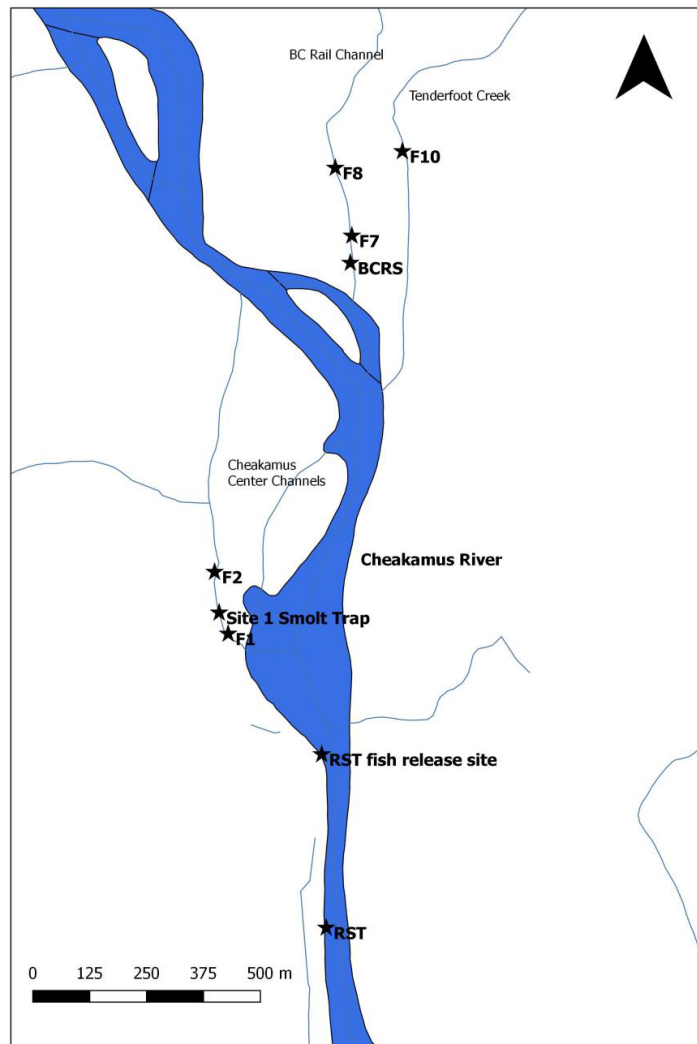 BC Rail Channel
Tenderfoot Creek
F10
F8
F7
BCRS
Cheakamus
Center Channels
Cheakamus River
F2
Site 1 Smolt Trap
F1
RST fish release site
RST
0 125 250 375 500 m